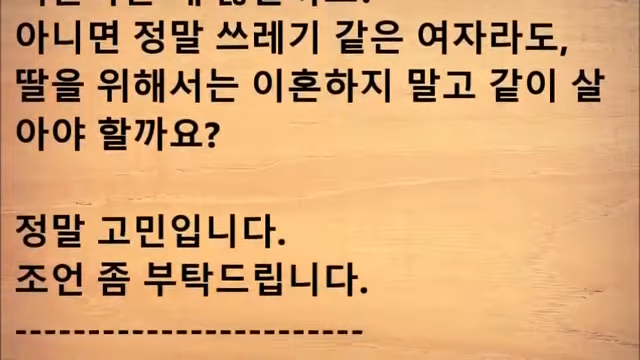 아니면 정말 쓰레기 같은 여자라도,
딸을 위해서는 이혼하지 말고 같이 살
아야 할까요?
정말 고민입니다.
조언 좀 부탁드립니다.
------------------------